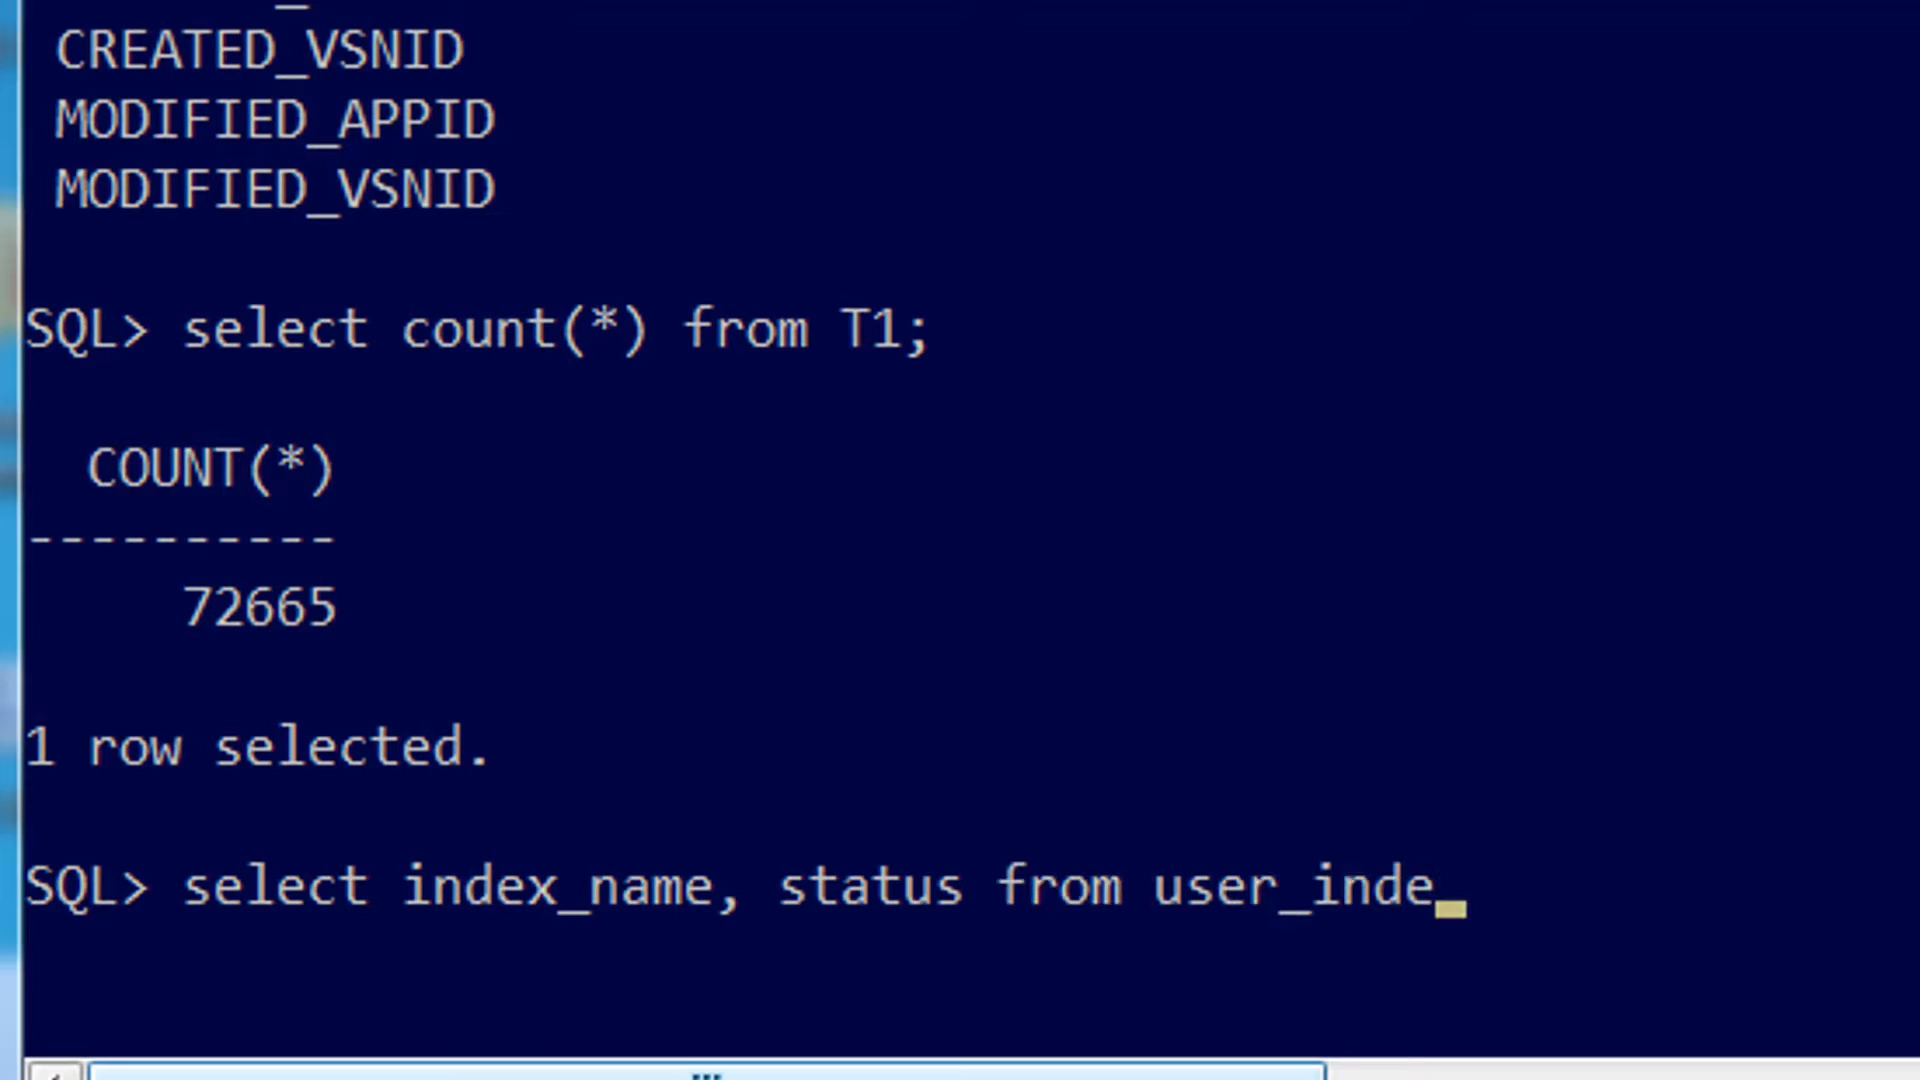 CREATED_VSNID
MODIFIED_APPID
MODIFIED_VSNID
SQL> select count(*) from T1;
COUNT(*)
----------
72665
1 row selected.
SQL> select index_name, status from user_inde